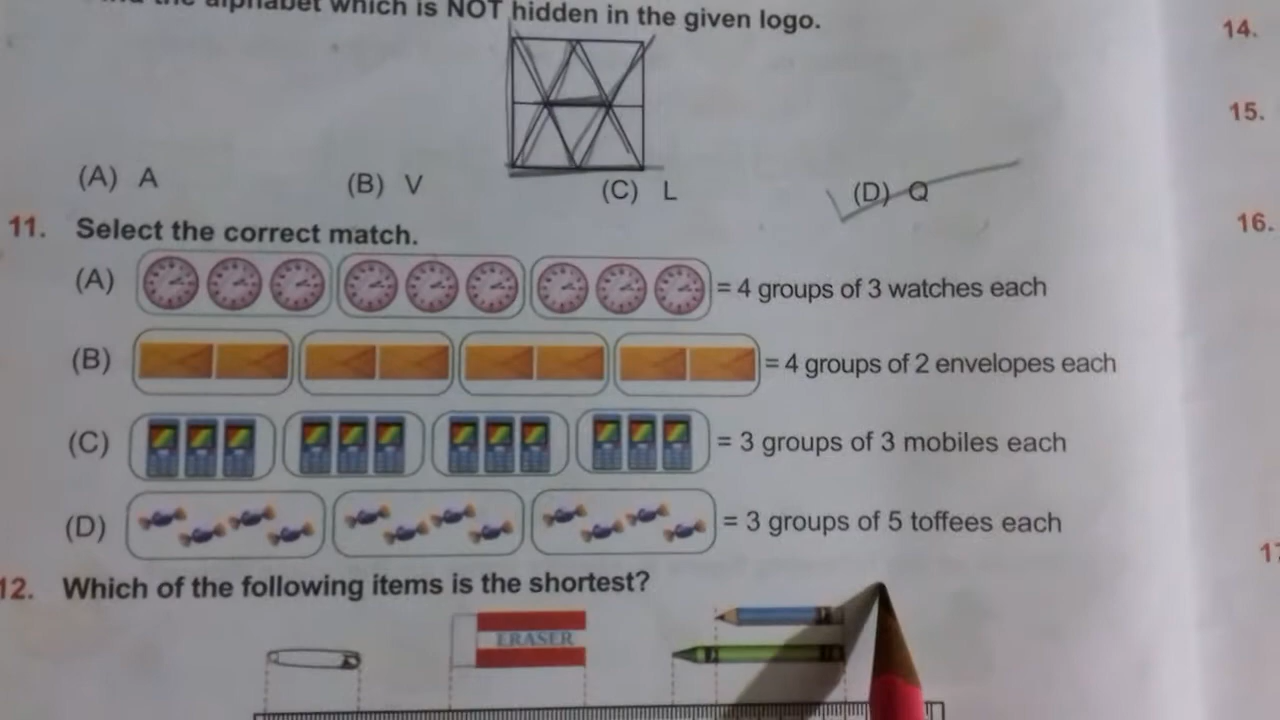 the alphabet which is NOT hidden in the given logo.
(A) A (B) V (C) L (D) Q
11. Select the correct match.
(A) = 4 groups of 3 watches each
(B) = 4 groups of 2 envelopes each
(C) = 3 groups of 3 mobiles each
(D) = 3 groups of 5 toffees each
12. Which of the following items is the shortest?
ERASER
14.
15.
16.